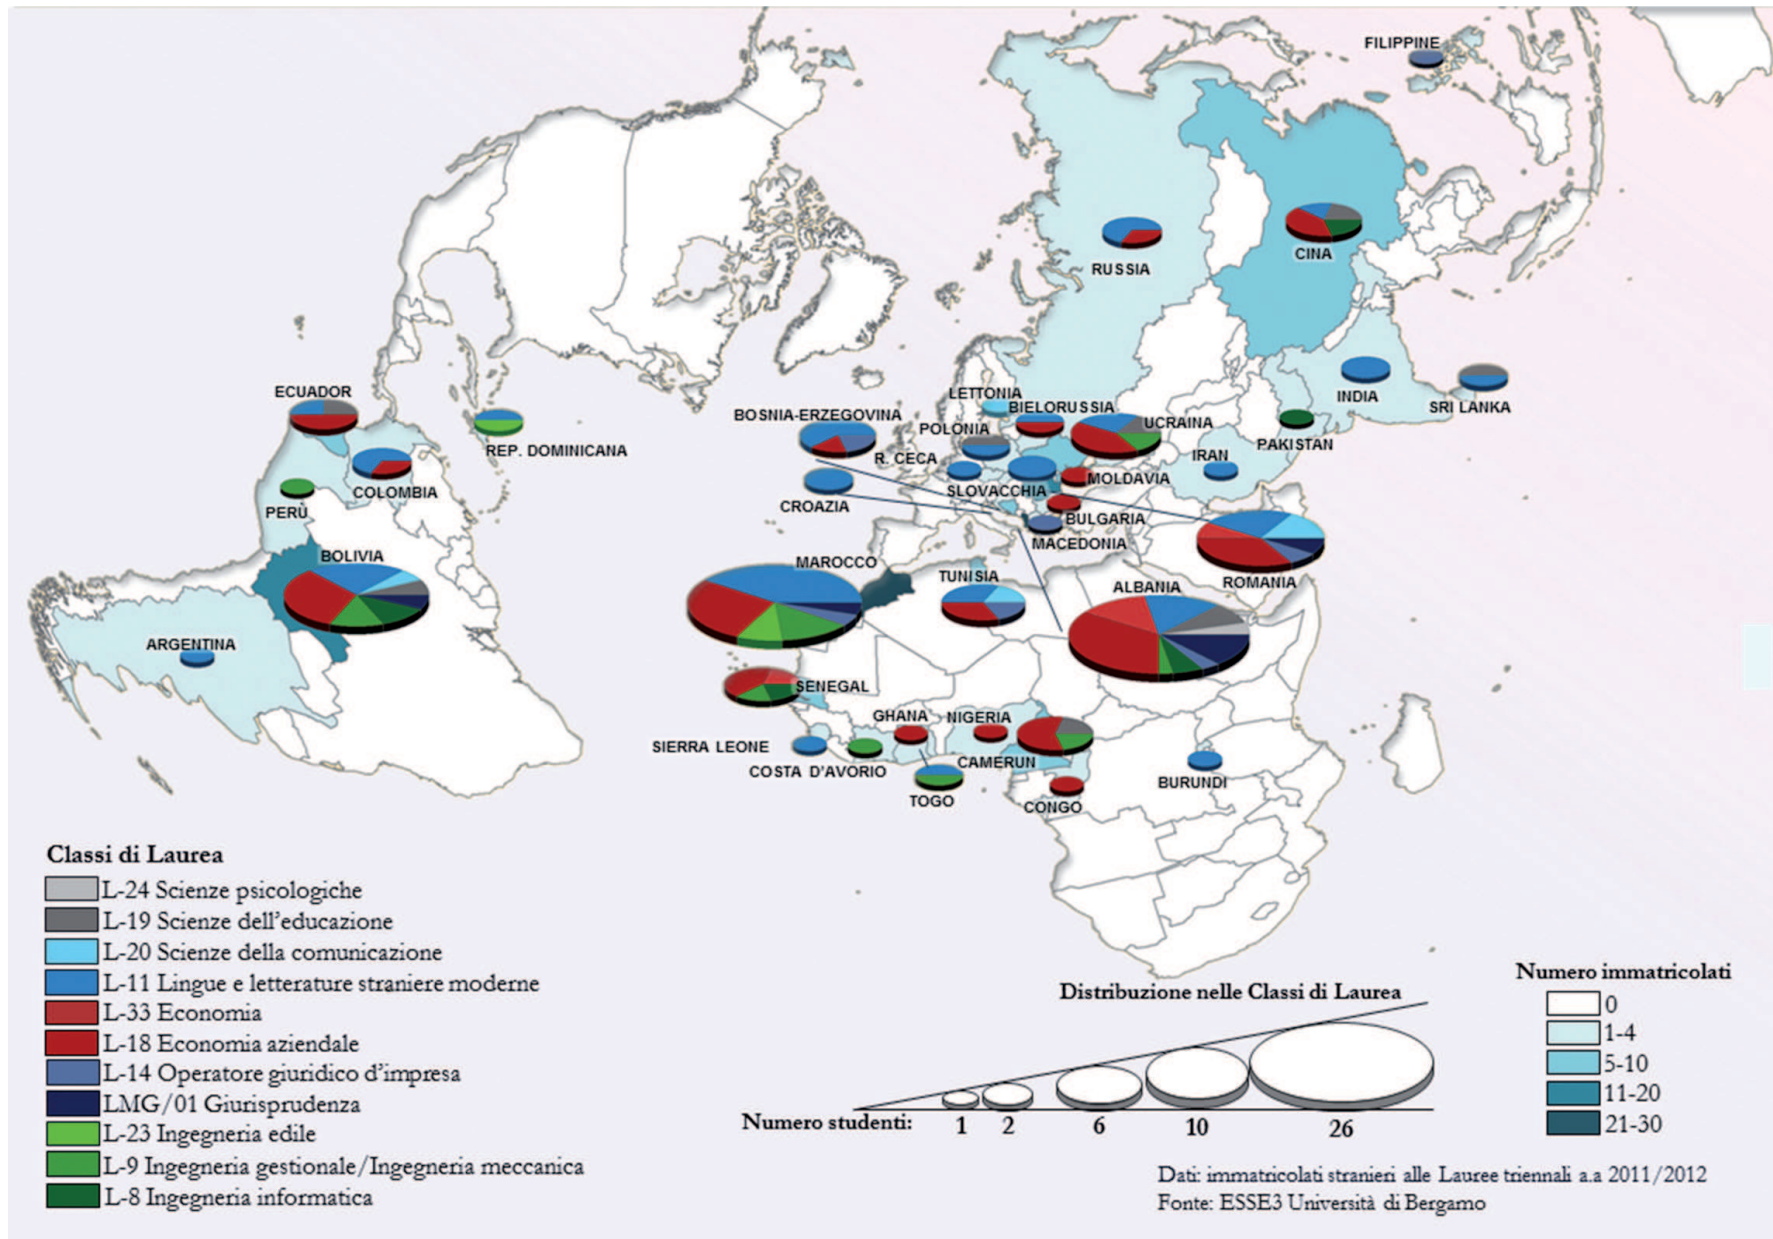 FILIPPINE
CINA
RUSSIA
ECUADOR
REP. DOMINICANA
COLOMBIA
PERÙ
BOLIVIA
ARGENTINA
BOSNIA-ERZEGOVINA
CROAZIA
LETTONIA
BIELORUSSIA
POLONIA
R. CECA
UCRAINA
SLOVACCHIA
MOLDAVIA
BULGARIA
MACEDONIA
INDIA
SRI LANKA
PAKISTAN
IRAN
ROMANIA
MAROCCO
TUNISIA
ALBANIA
SENEGAL
SIERRA LEONE
COSTA D'AVORIO
GHANA
NIGERIA
TOGO
CAMERUN
CONGO
BURUNDI
Classi di Laurea
L-24 Scienze psicologiche
L-19 Scienze dell'educazione
L-20 Scienze della comunicazione
L-11 Lingue e letterature straniere moderne
L-33 Economia
L-18 Economia aziendale
L-14 Operatore giuridico d'impresa
LMG/01 Giurisprudenza
L-23 Ingegneria edile
L-9 Ingegneria gestionale/Ingegneria meccanica
L-8 Ingegneria informatica
Distribuzione nelle Classi di Laurea
Numero studenti: 1 2 6 10 26
Numero immatricolati
0
1-4
5-10
11-20
21-30
Dati: immatricolati stranieri alle Lauree triennali a.a 2011/2012
Fonte: ESSE3 Università di Bergamo